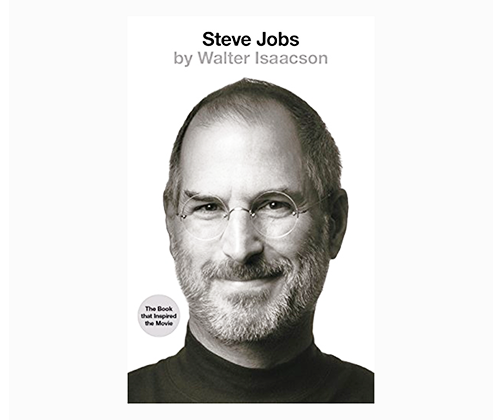 Steve Jobs
by Walter Isaacson
The Book
that Inspired
the Movie